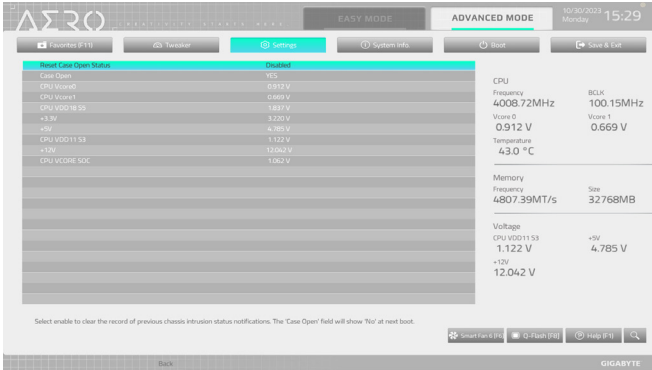 AERO
EASY MODE
ADVANCED MODE
10/30/2023
Monday
15:29
Favorites [F11]
Tweaker
Settings
System Info.
Boot
Save & Exit
Reset Case Open Status Disabled
Case Open YES
CPU Vcore0 0.912 V
CPU Vcore1 0.669 V
CPU VDD18 S5 1.837 V
+3.3V 3.220 V
+5V 4.785 V
CPU VDD11 S3 1.122 V
+12V 12.042 V
CPU VCORE SOC 1.062 V
CPU
Frequency BCLK
4008.72MHz 100.15MHz
Vcore 0 Vcore 1
0.912 V 0.669 V
Temperature
43.0 °C
Memory
Frequency Size
4807.39MT/s 32768MB
Voltage
CPU VDD11 S3 +5V
1.122 V 4.785 V
+12V
12.042 V
Select enable to clear the record of previous chassis intrusion status notifications. The 'Case Open' field will show 'No' at next boot.
Smart Fan 6 [F6]
Q-Flash [F8]
Help [F1]
Back
GIGABYTE